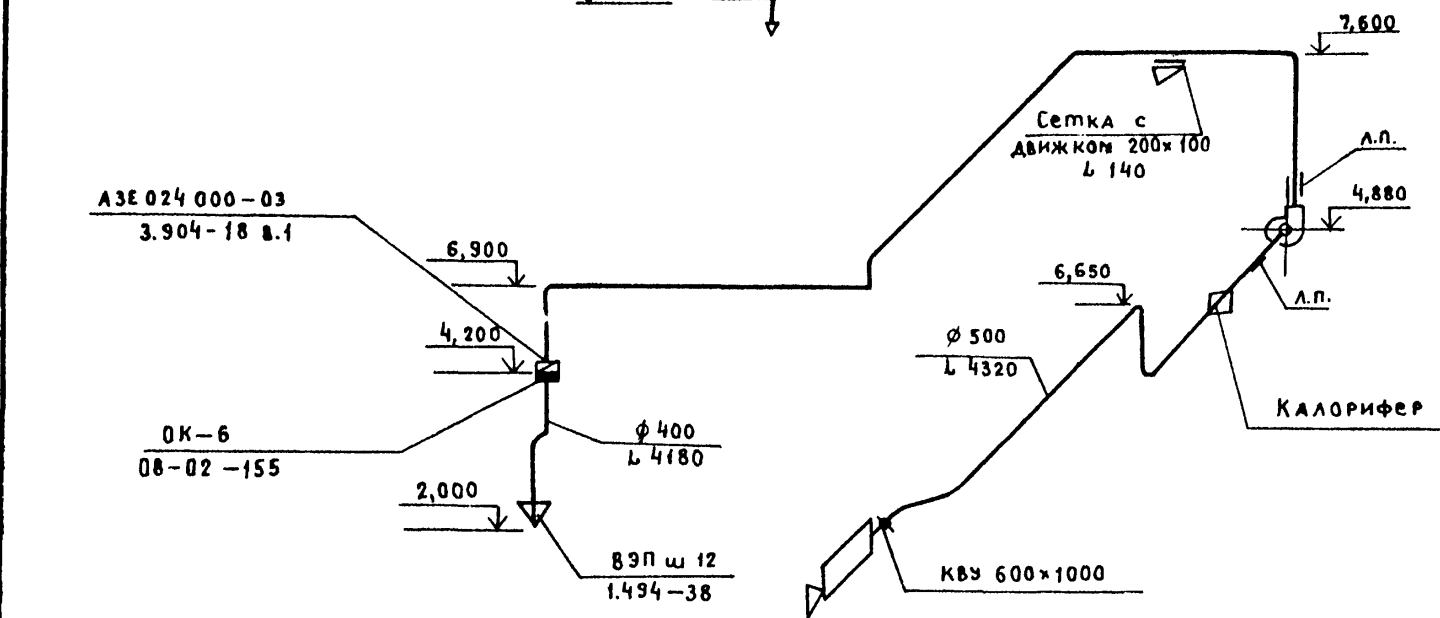 7,600
Сетка с
движком 200×100
L 140
Л.П.
4,880
АЗЕ 024 000-03
3.904-18 в.1
6,900
6,650
Л.П.
4,200
ϕ 500
L 4320
Калорифер
ОК-6
08-02-155
ϕ 400
L 4180
2,000
ВЭП ш 12
1.494-38
КВУ 600×1000